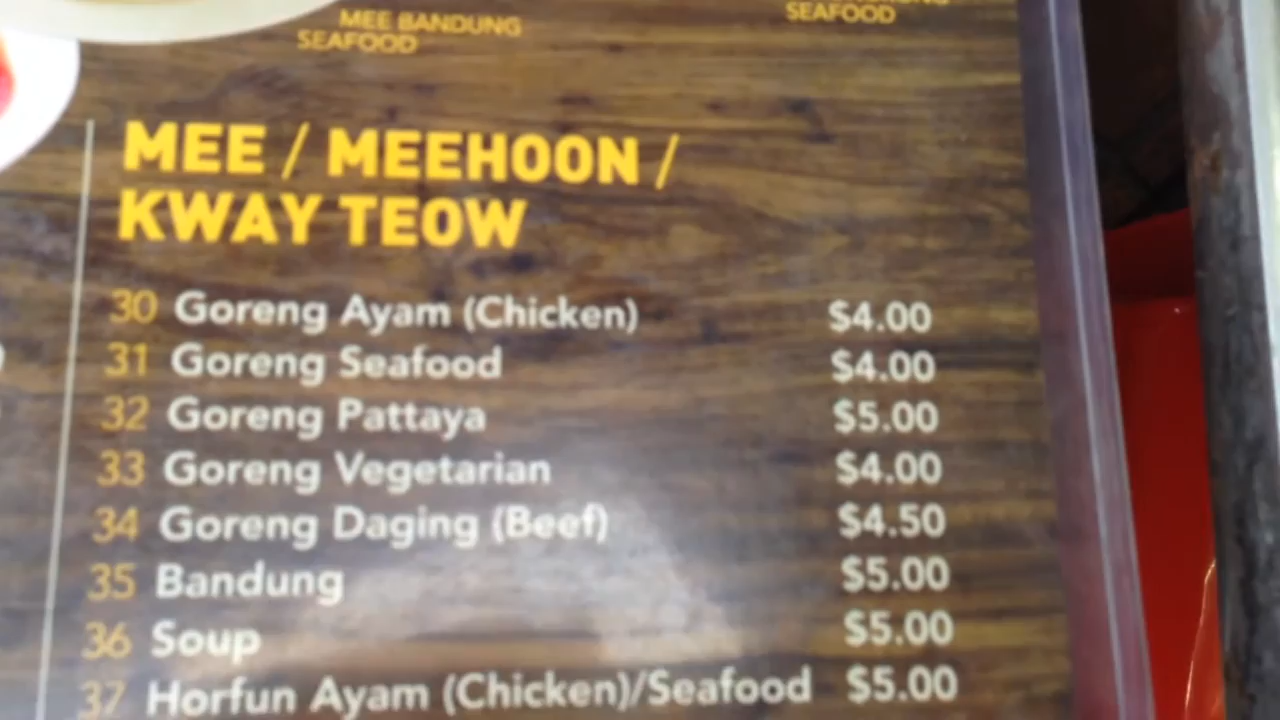 MEE BANDUNG
SEAFOOD
SEAFOOD
MEE / MEEHOON /
KWAY TEOW
30 Goreng Ayam (Chicken) $4.00
31 Goreng Seafood $4.00
32 Goreng Pattaya $5.00
33 Goreng Vegetarian $4.00
34 Goreng Daging (Beef) $4.50
35 Bandung $5.00
36 Soup $5.00
37 Horfun Ayam (Chicken)/Seafood $5.00